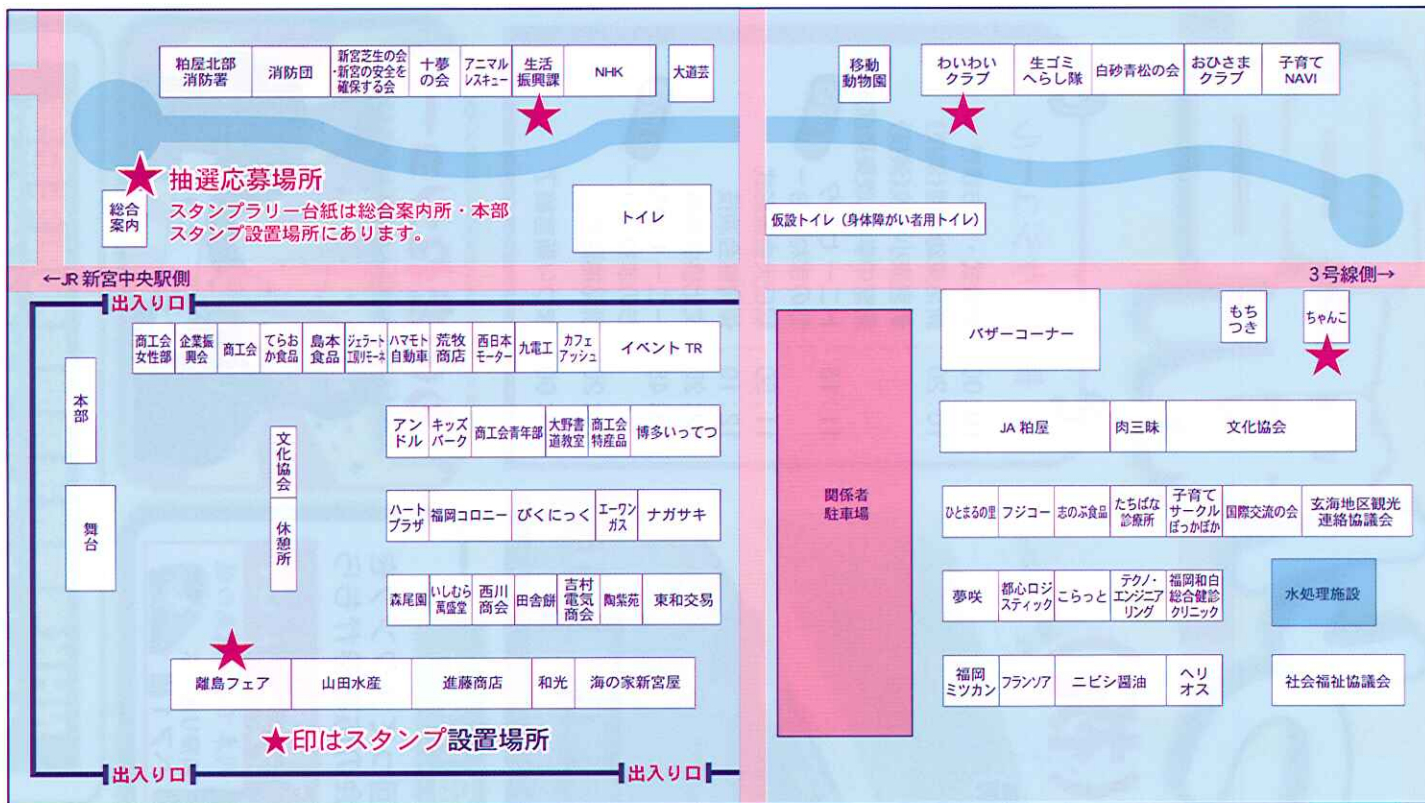 粕屋北部
消防署
消防団
新宮芝生の会
・新宮の安全を
確保する会
十夢
の会
アニマル
レスキュー
生活
振興課
NHK
大道芸
移動
動物園
わいわい
クラブ
生ゴミ
へらし隊
白砂青松の会
おひさま
クラブ
子育て
NAVI
★抽選応募場所
スタンプラリー台紙は総合案内所・本部
スタンプ設置場所にあります。
総合
案内
トイレ
仮設トイレ（身体障がい者用トイレ）
←JR 新宮中央駅側
3号線側→
出入り口
商工会
女性部
企業振
興会
商工会
てらお
か食品
島本
食品
ジェラート
工房リモーネ
ハマモト
自動車
荒牧
商店
西日本
モーター
九電工
カフェ
アッシュ
イベント TR
本部
舞台
文化協会
休憩所
アン
ドル
キッズ
パーク
商工会青年部
大野書
道教室
商工会
特産品
博多いってつ
ハート
プラザ
福岡コロニー
ぴくにっく
エーワン
ガス
ナガサキ
森尾園
いしむら
萬盛堂
西川
商会
田舎餅
吉村
電気
商会
陶紫苑
東和交易
離島フェア
山田水産
進藤商店
和光
海の家新宮屋
★印はスタンプ設置場所
出入り口
出入り口
関係者
駐車場
バザーコーナー
もち
つき
ちゃんこ
JA 粕屋
肉三昧
文化協会
ひとまるの里
フジコー
志のぶ食品
たちばな
診療所
子育て
サークル
ぽっかぽか
国際交流の会
玄海地区観光
連絡協議会
夢咲
都心ロジ
スティック
こらっと
テクノ・
エンジニア
リング
福岡和白
総合健診
クリニック
水処理施設
福岡
ミツカン
フランソア
ニビシ醤油
ヘリ
オス
社会福祉協議会